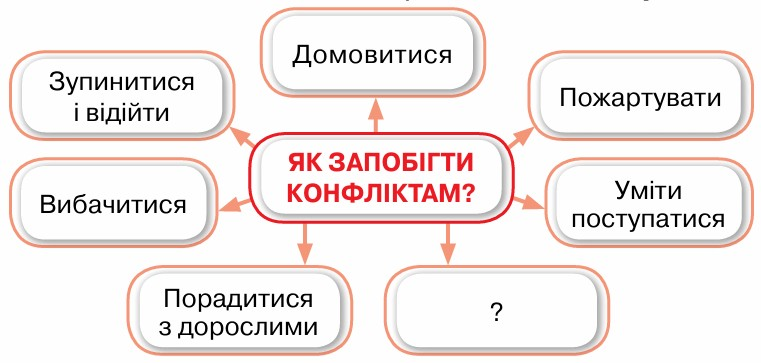 Домовитися
Зупинитися
і відійти
Пожартувати
ЯК ЗАПОБІГТИ
КОНФЛІКТАМ?
Вибачитися
Уміти
поступатися
Порадитися
з дорослими
?